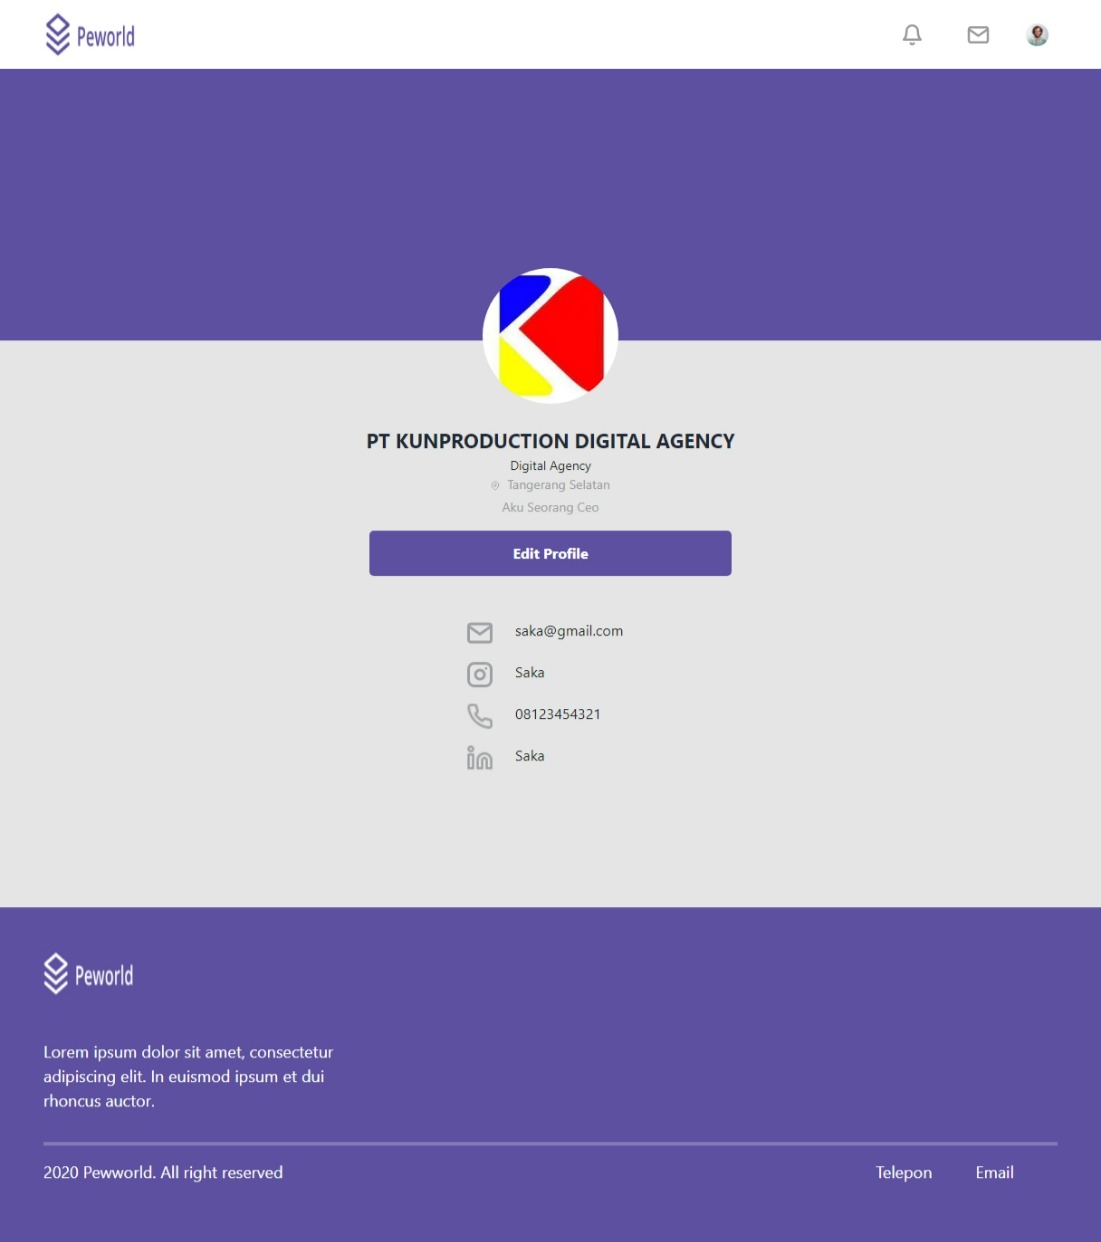 Peworld
PT KUNPRODUCTION DIGITAL AGENCY
Digital Agency
Tangerang Selatan
Aku Seorang Ceo
Edit Profile
saka@gmail.com
Saka
08123454321
Saka
Peworld
Lorem ipsum dolor sit amet, consectetur
adipiscing elit. In euismod ipsum et dui
rhoncus auctor.
2020 Pewworld. All right reserved
Telepon
Email